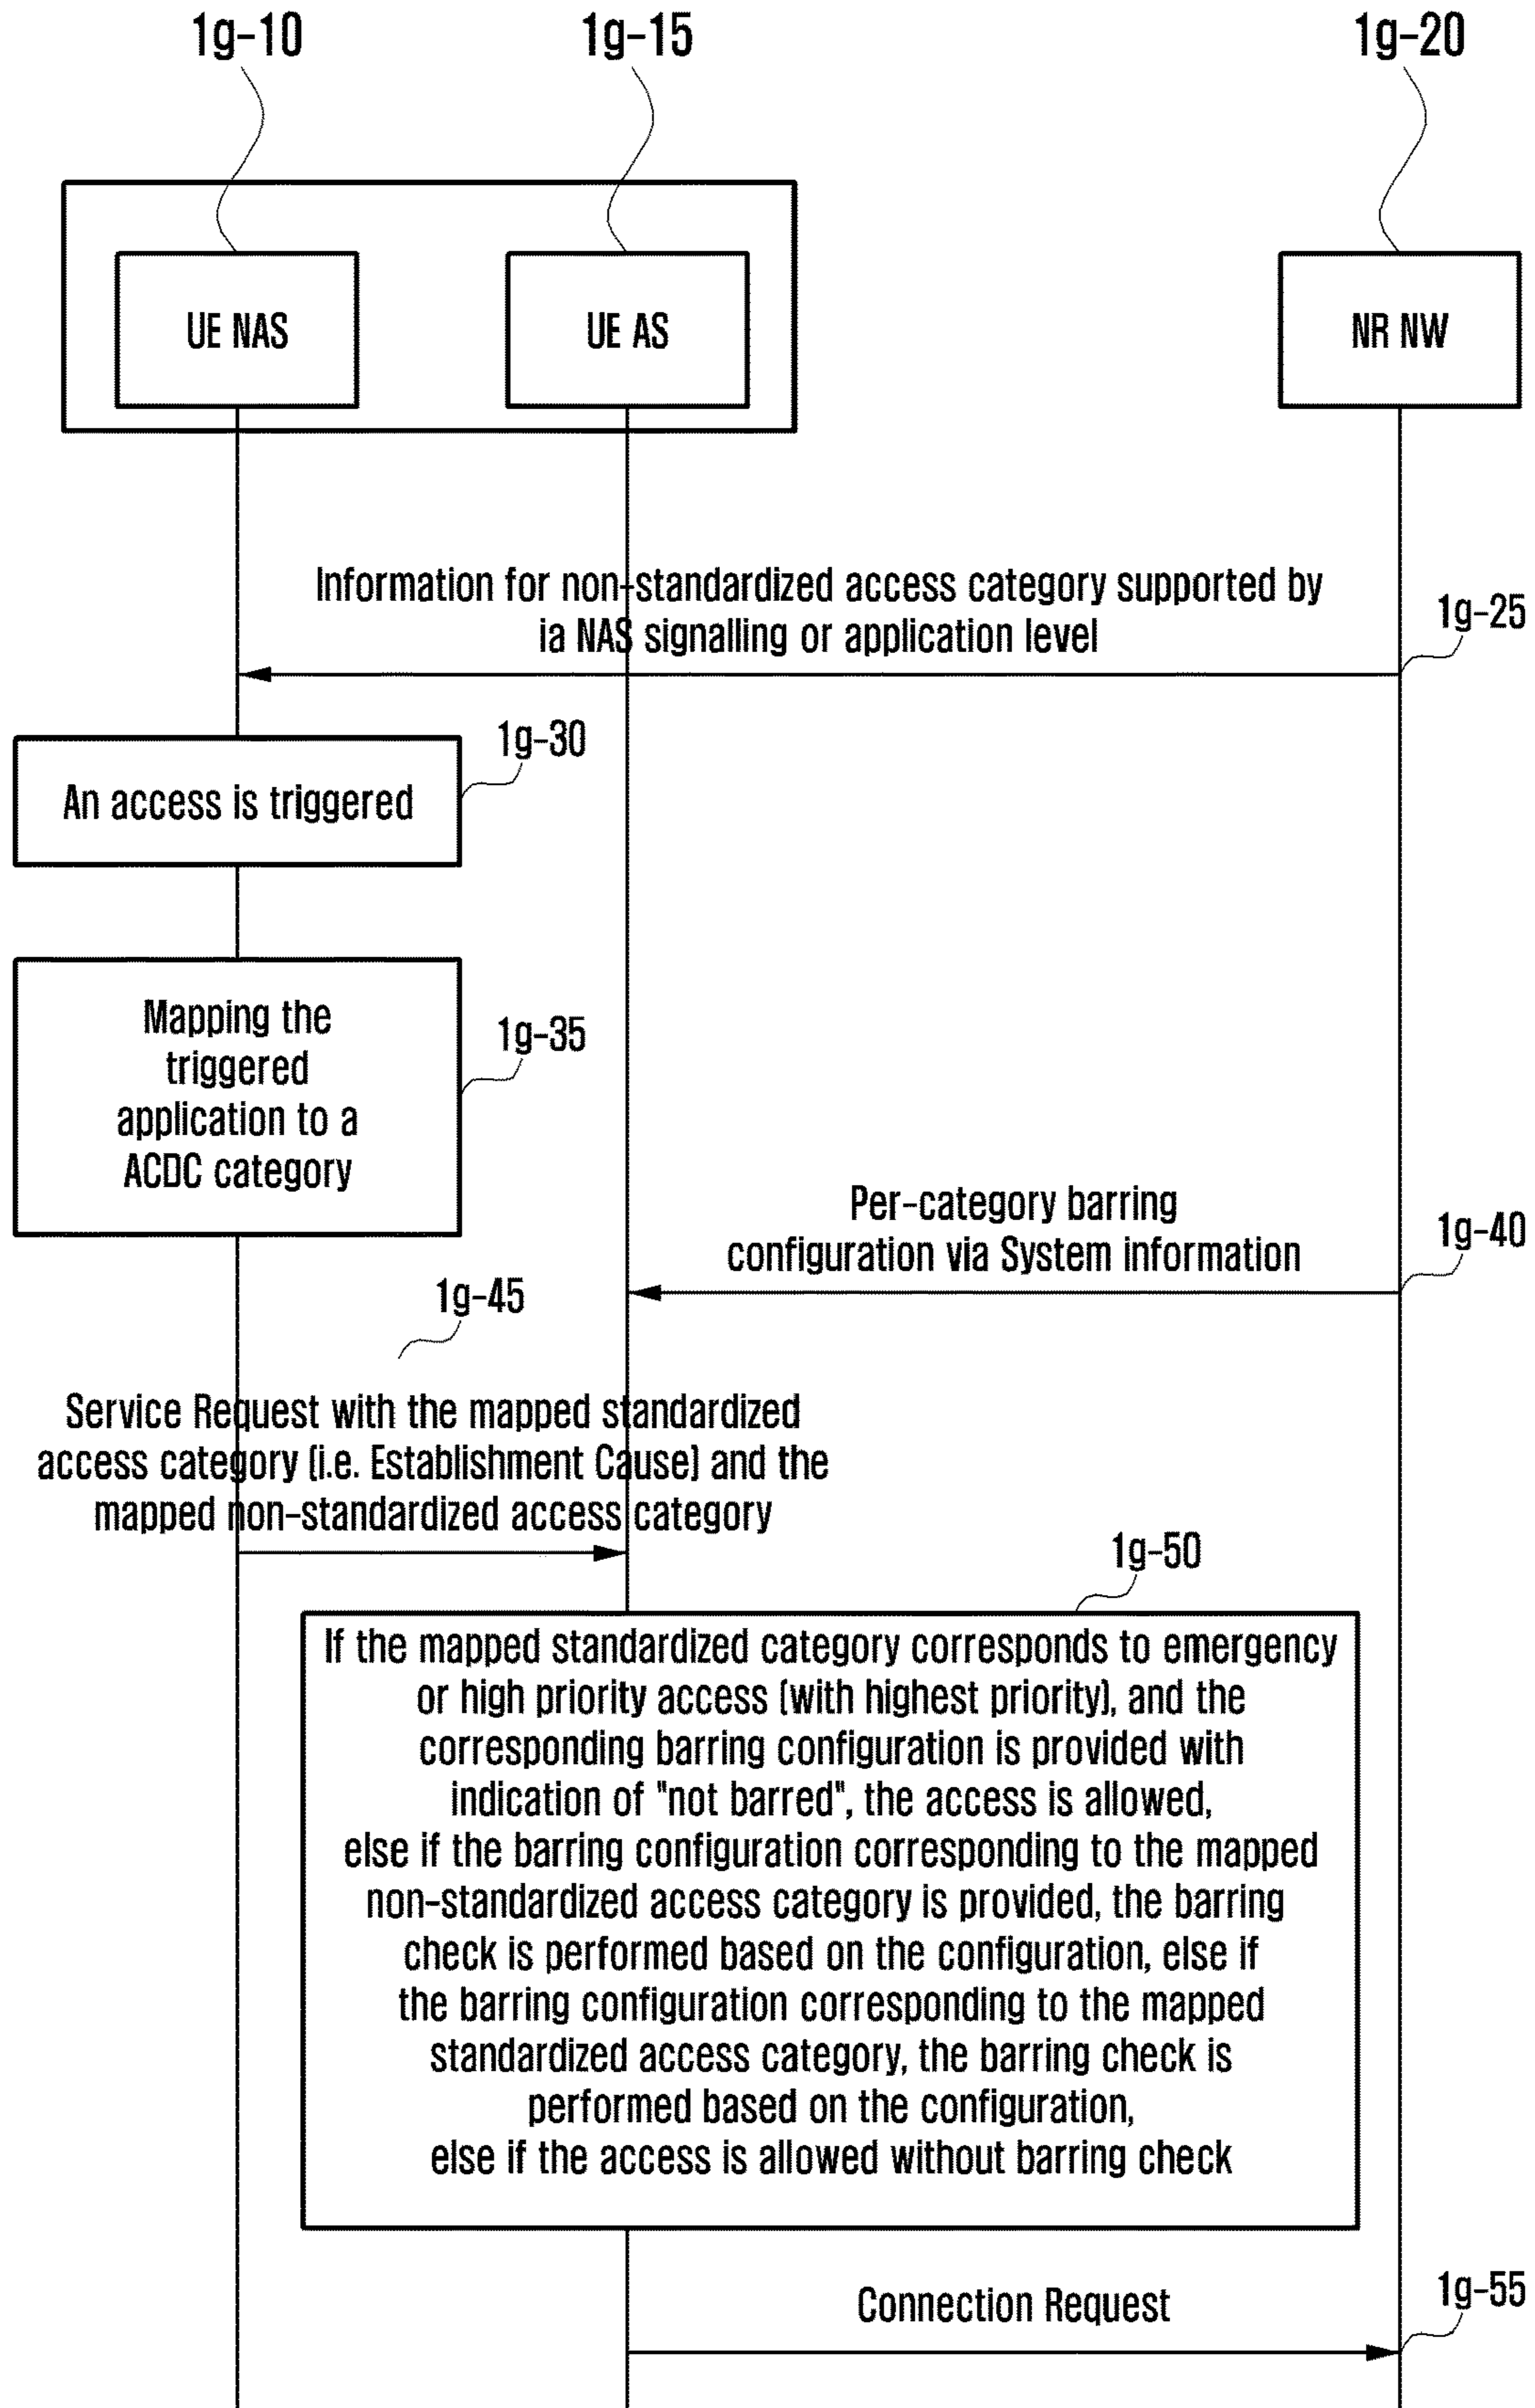 1g-10
1g-15
1g-20
UE NAS
UE AS
NR NW
Information for non-standardized access category supported by
ia NAS signalling or application level
1g-25
1g-30
An access is triggered
Mapping the
triggered
application to a
ACDC category
1g-35
Per-category barring
configuration via System information
1g-40
1g-45
Service Request with the mapped standardized
access category (i.e. Establishment Cause) and the
mapped non-standardized access category
1g-50
If the mapped standardized category corresponds to emergency
or high priority access (with highest priority), and the
corresponding barring configuration is provided with
indication of "not barred", the access is allowed,
else if the barring configuration corresponding to the mapped
non-standardized access category is provided, the barring
check is performed based on the configuration, else if
the barring configuration corresponding to the mapped
standardized access category, the barring check is
performed based on the configuration,
else if the access is allowed without barring check
Connection Request
1g-55